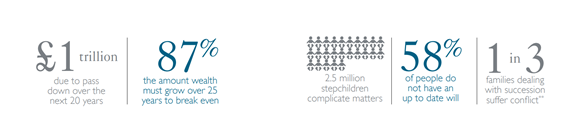 £1 trillion
due to pass
down over the
next 20 years
87%
the amount wealth
must grow over 25
years to break even
2.5 million
stepchildren
complicate matters
58%
of people do
not have an
up to date will
1 in 3
families dealing
with succession
suffer conflict**